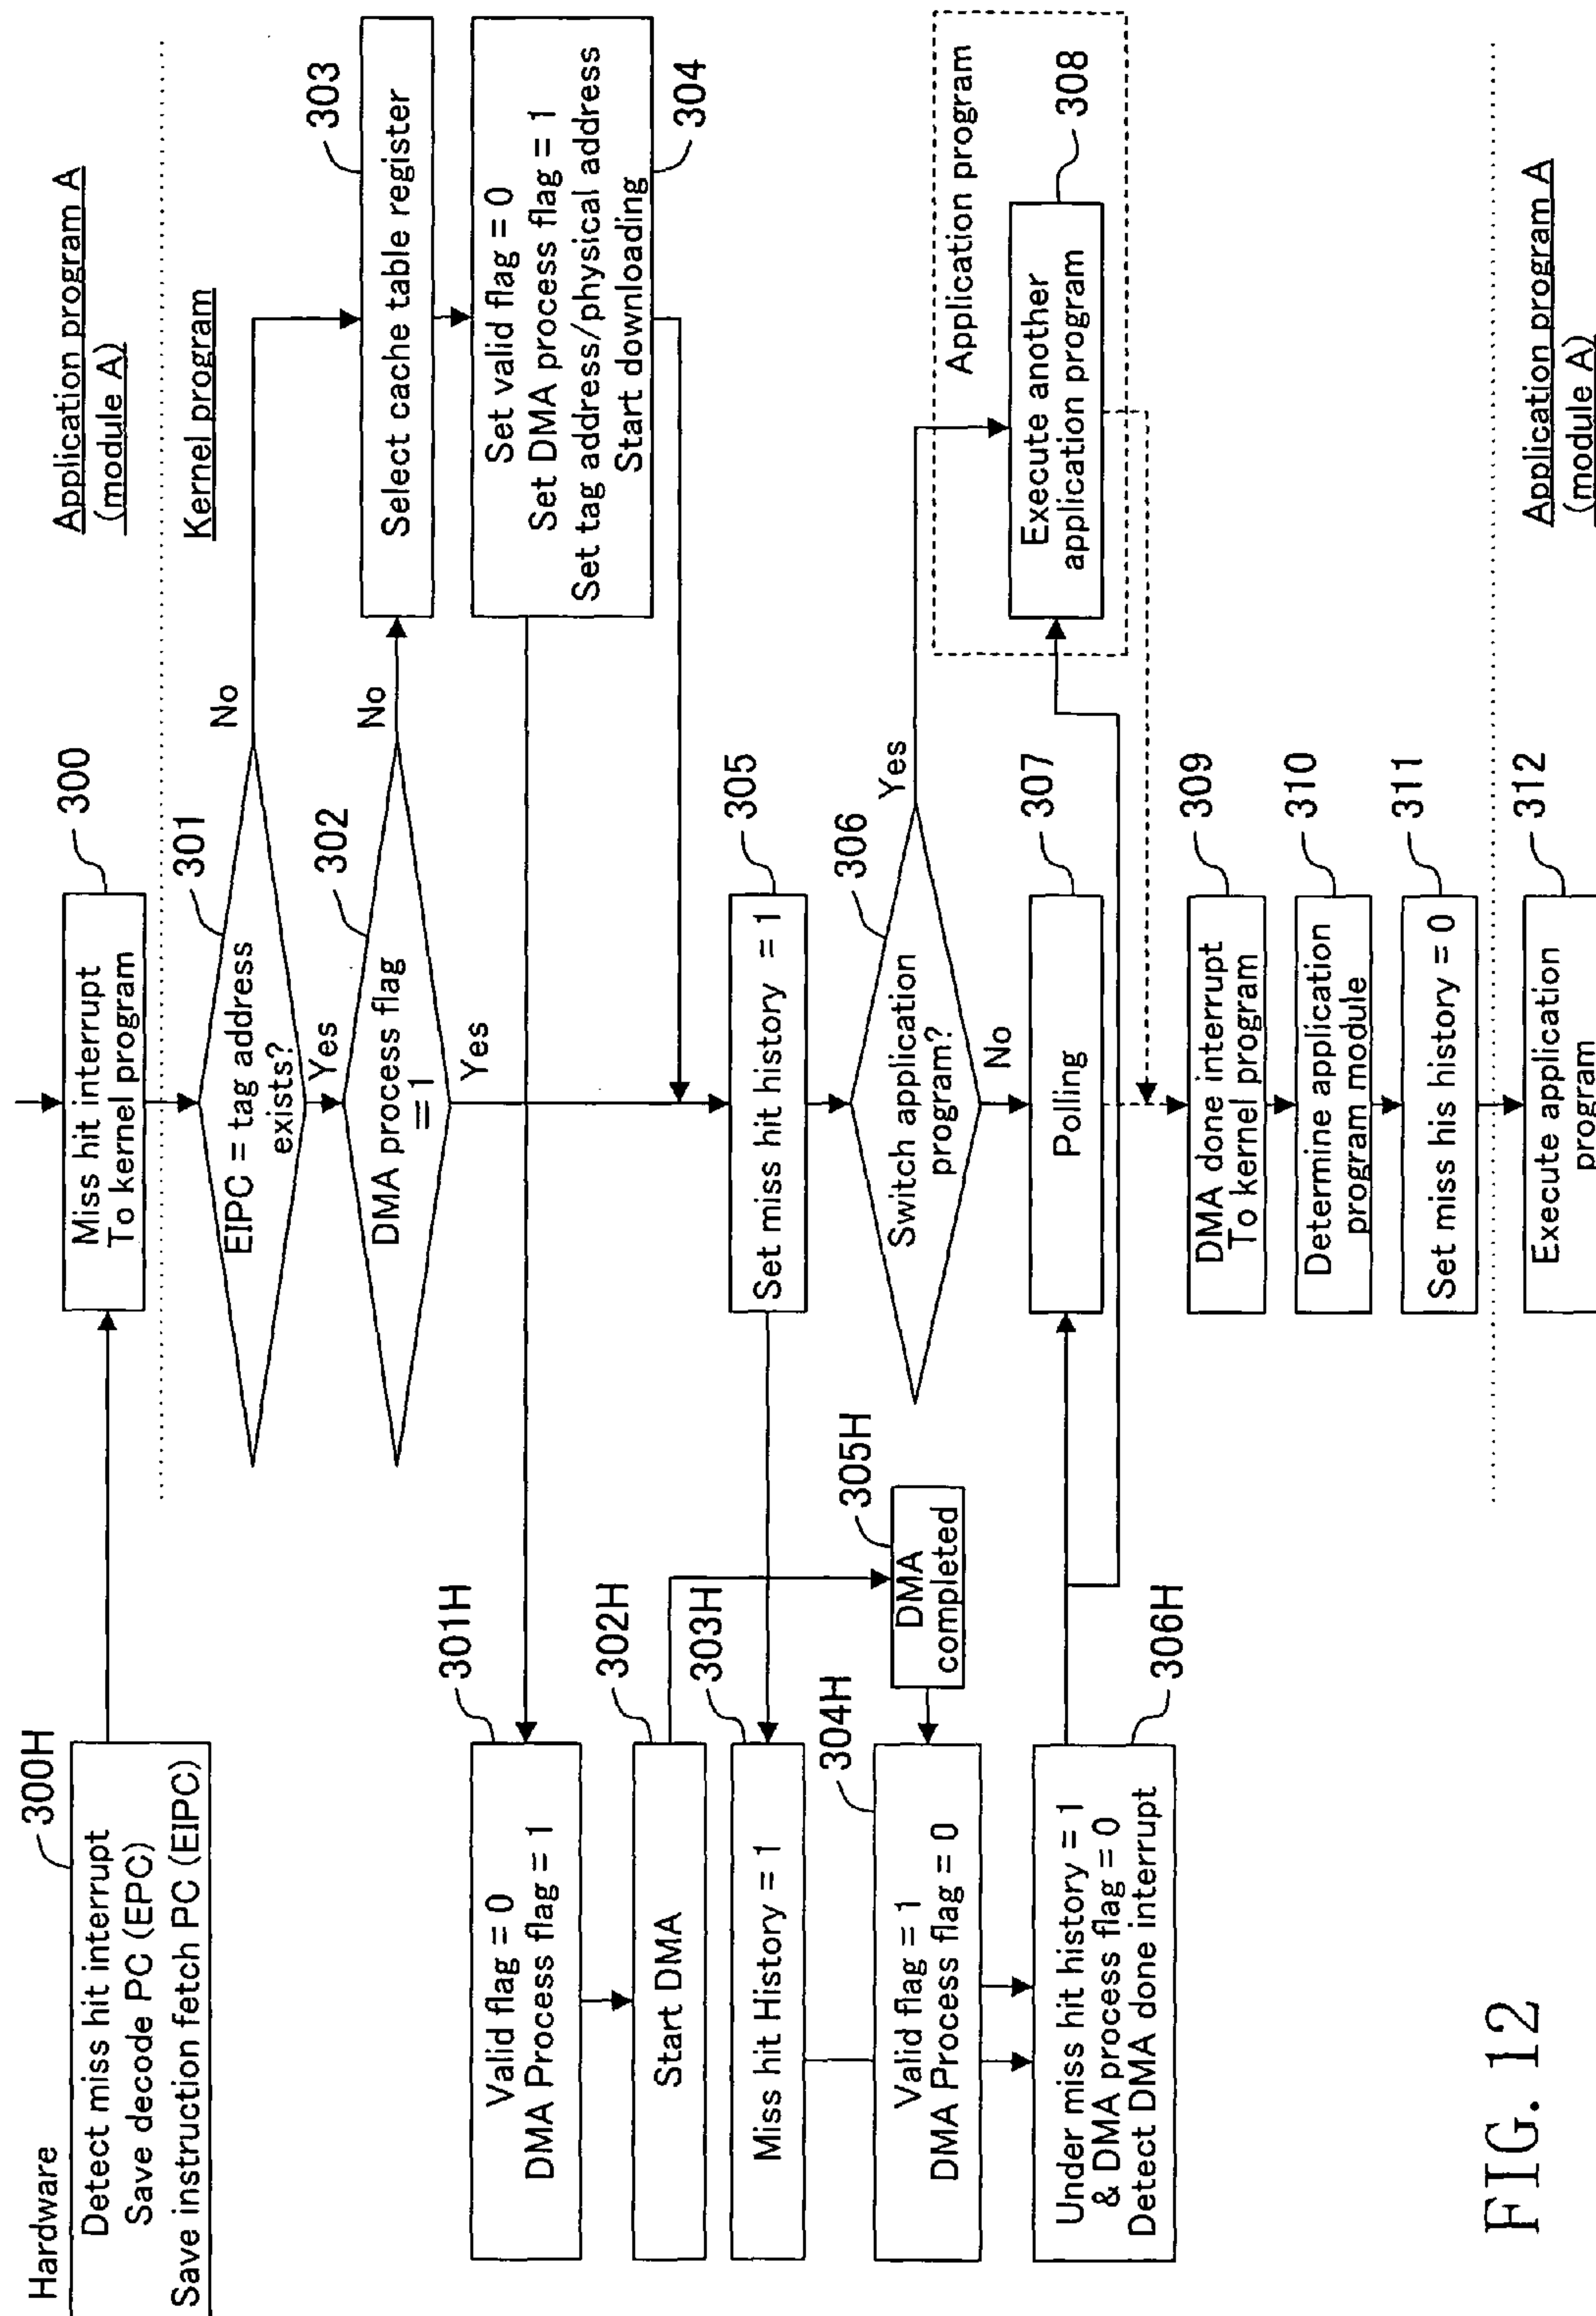 Hardware
300H
Detect miss hit interrupt
Save decode PC (EPC)
Save instruction fetch PC (EIPC)
300
Miss hit interrupt
To kernel program
Application program A
(module A)
Kernel program
301
EIPC = tag address
exists?
No
Yes
302
DMA process flag
=1
No
Yes
303
Select cache table register
Set valid flag = 0
Set DMA process flag = 1
Set tag address/physical address
Start downloading
304
301H
Valid flag = 0
DMA Process flag = 1
302H
Start DMA
303H
Miss hit History = 1
305
Set miss hit history = 1
304H
Valid flag = 1
DMA Process flag = 0
305H
DMA
completed
306
Switch application
program?
Yes
No
Application program
308
Execute another
application program
307
Polling
306H
Under miss hit history = 1
& DMA process flag = 0
Detect DMA done interrupt
309
DMA done interrupt
To kernel program
310
Determine application
program module
311
Set miss his history = 0
312
Execute application
program
Application program A
(module A)
FIG. 12